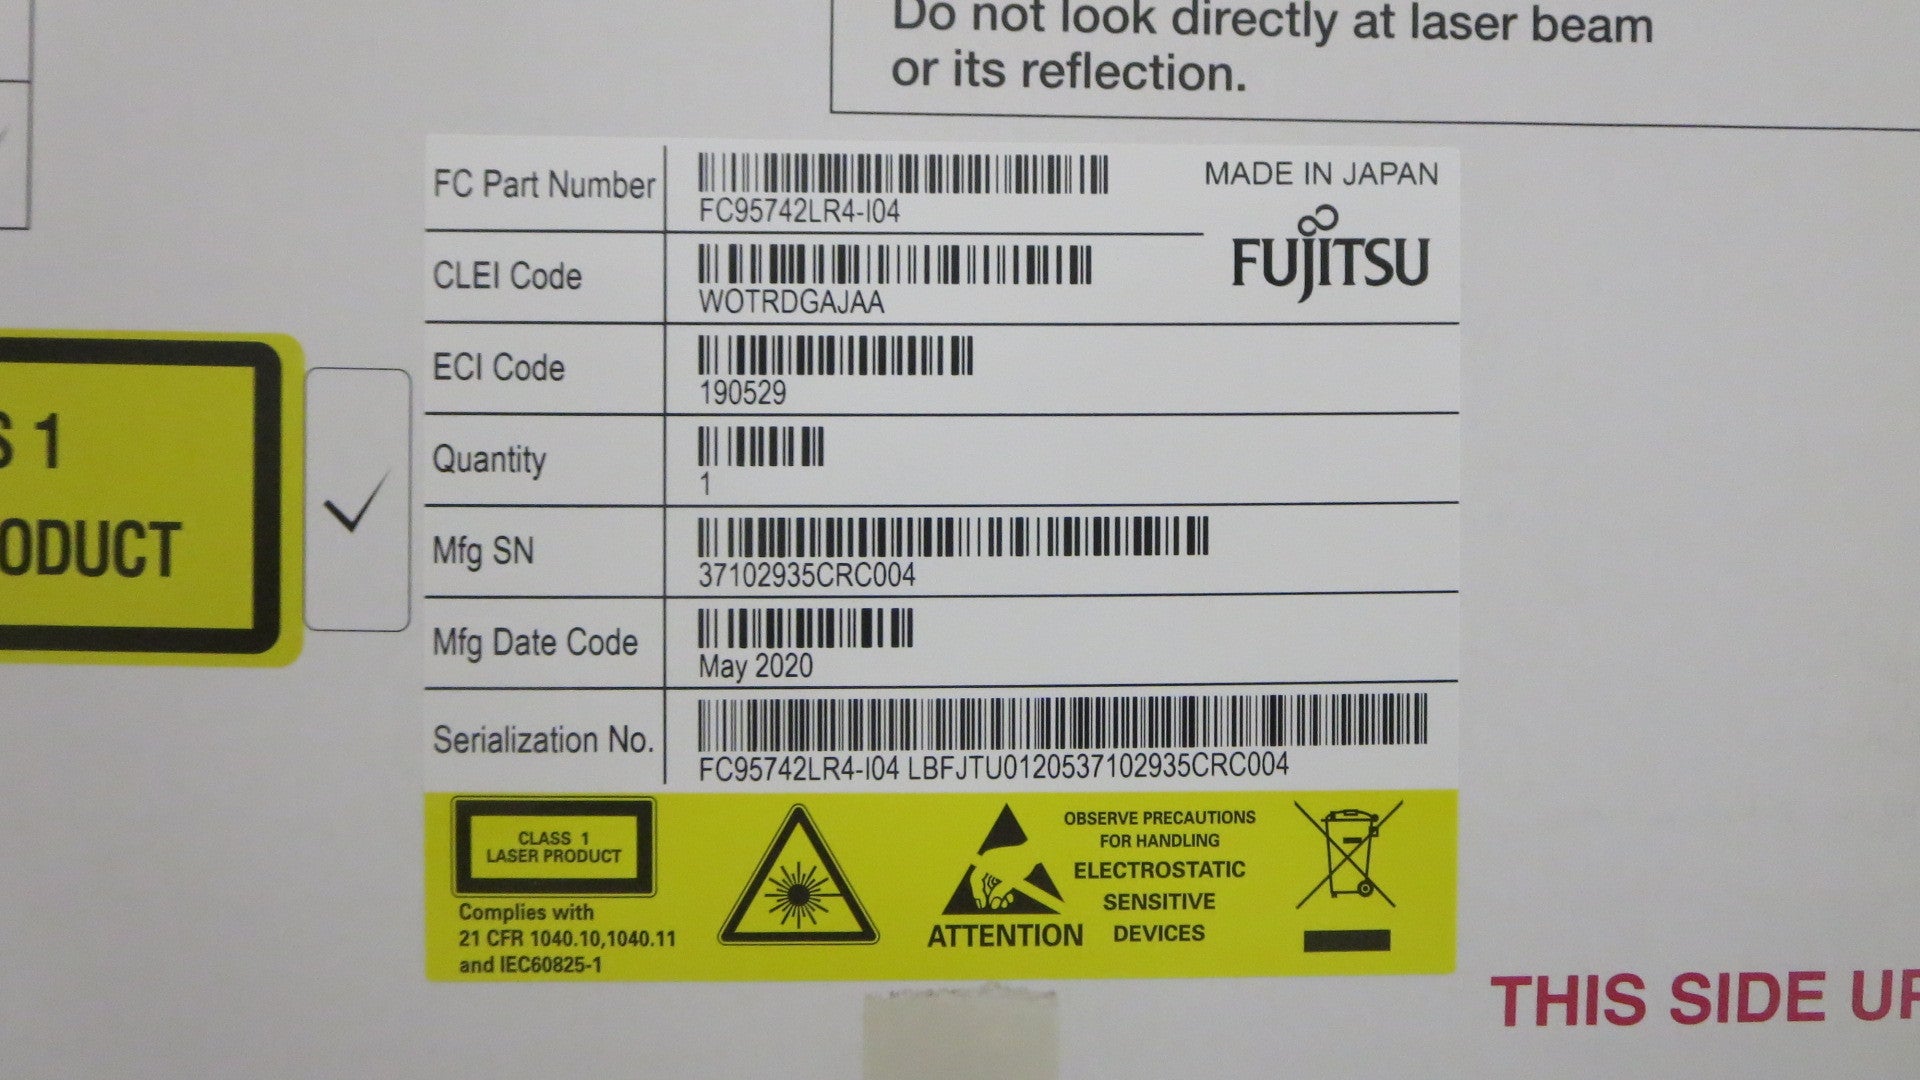 Do not look directly at laser beam
or its reflection.
FC Part Number
FC95742LR4-I04
MADE IN JAPAN
FUJITSU
CLEI Code
WOTRDGAJAA
ECI Code
190529
Quantity
1
Mfg SN
37102935CRC004
Mfg Date Code
May 2020
Serialization No.
FC95742LR4-I04 LBFJTU0120537102935CRC004
S 1
ODUCT
CLASS 1
LASER PRODUCT
Complies with
21 CFR 1040.10,1040.11
and IEC60825-1
ATTENTION
OBSERVE PRECAUTIONS
FOR HANDLING
ELECTROSTATIC
SENSITIVE
DEVICES
THIS SIDE UP